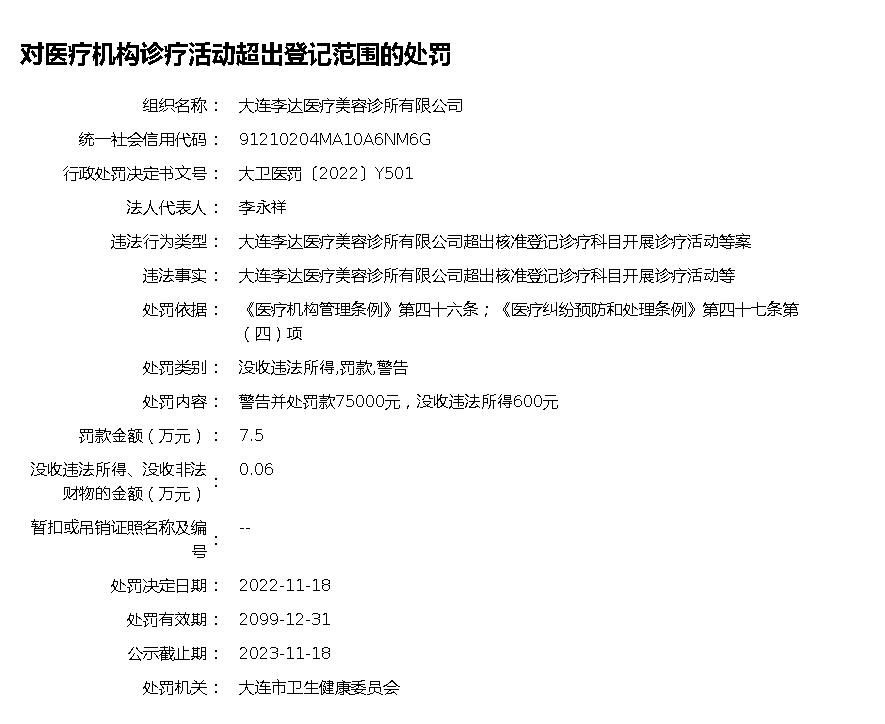 对医疗机构诊疗活动超出登记范围的处罚
组织名称： 大连李达医疗美容诊所有限公司
统一社会信用代码： 91210204MA10A6NM6G
行政处罚决定书文号： 大卫医罚〔2022〕Y501
法人代表人： 李永祥
违法行为类型： 大连李达医疗美容诊所有限公司超出核准登记诊疗科目开展诊疗活动等案
违法事实： 大连李达医疗美容诊所有限公司超出核准登记诊疗科目开展诊疗活动等
处罚依据： 《医疗机构管理条例》第四十六条；《医疗纠纷预防和处理条例》第四十七条第
（四）项
处罚类别： 没收违法所得,罚款,警告
处罚内容： 警告并处罚款75000元，没收违法所得600元
罚款金额（万元）： 7.5
没收违法所得、没收非法
财物的金额（万元）： 0.06
暂扣或吊销证照名称及编
号： --
处罚决定日期： 2022-11-18
处罚有效期： 2099-12-31
公示截止期： 2023-11-18
处罚机关： 大连市卫生健康委员会